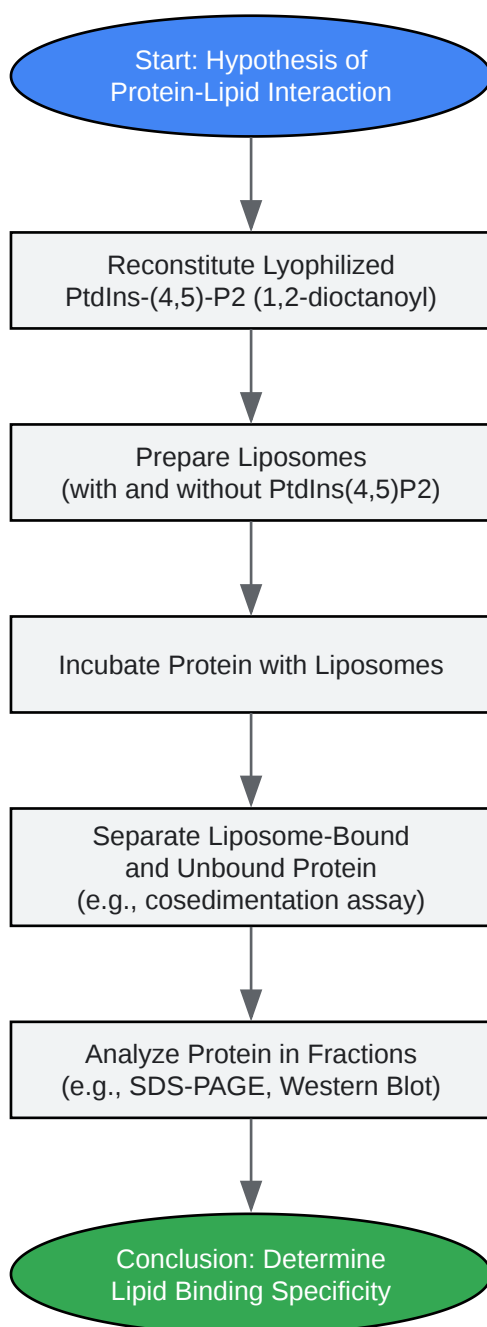 Start: Hypothesis of
Protein-Lipid Interaction
Reconstitute Lyophilized
PtdIns-(4,5)-P2 (1,2-dioctanoyl)
Prepare Liposomes
(with and without PtdIns(4,5)P2)
Incubate Protein with Liposomes
Separate Liposome-Bound
and Unbound Protein
(e.g., cosedimentation assay)
Analyze Protein in Fractions
(e.g., SDS-PAGE, Western Blot)
Conclusion: Determine
Lipid Binding Specificity